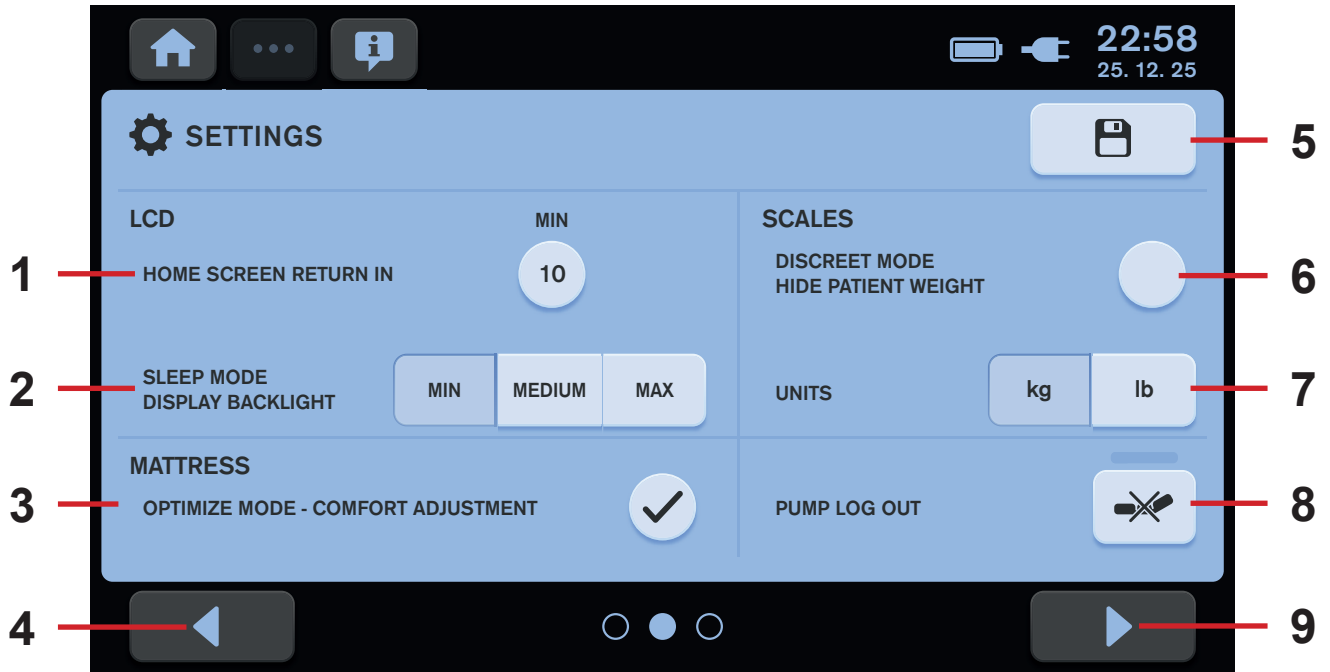 22:58
25. 12. 25
SETTINGS
5
LCD
MIN
SCALES
1
HOME SCREEN RETURN IN
10
DISCREET MODE
HIDE PATIENT WEIGHT
6
2
SLEEP MODE
DISPLAY BACKLIGHT
MIN
MEDIUM
MAX
UNITS
kg
lb
7
MATTRESS
3
OPTIMIZE MODE - COMFORT ADJUSTMENT
PUMP LOG OUT
8
4
9